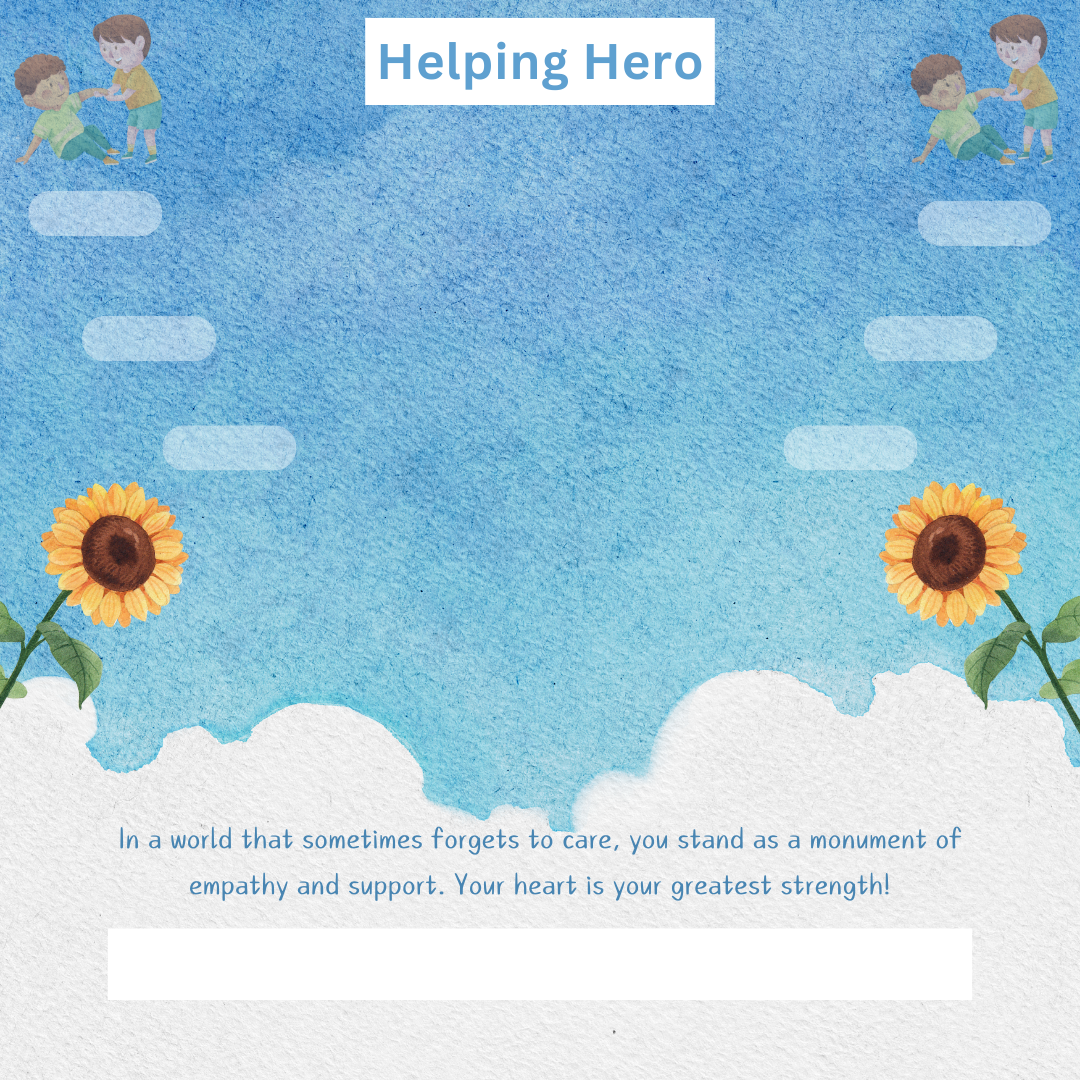 Helping Hero
In a world that sometimes forgets to care, you stand as a monument of
empathy and support. Your heart is your greatest strength!